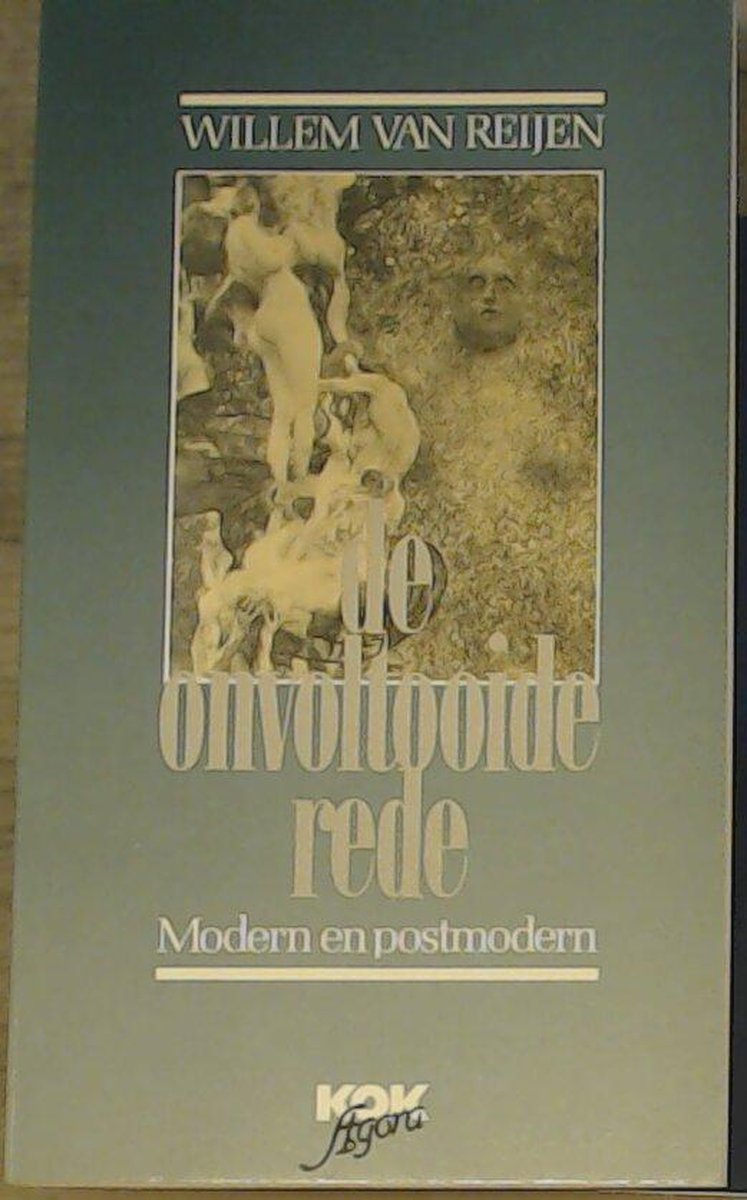 WILLEM VAN REIJEN
de
onvoltooide
rede
Modern en postmodern
KOK
Agora